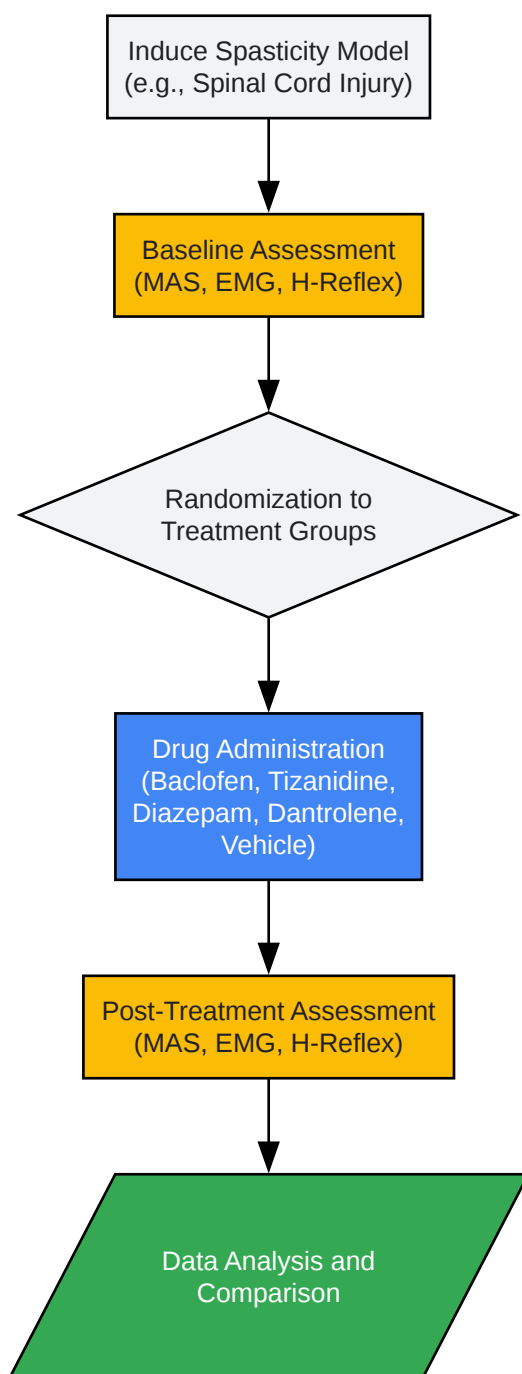 Induce Spasticity Model
(e.g., Spinal Cord Injury)
Baseline Assessment
(MAS, EMG, H-Reflex)
Randomization to
Treatment Groups
Drug Administration
(Baclofen, Tizanidine,
Diazepam, Dantrolene,
Vehicle)
Post-Treatment Assessment
(MAS, EMG, H-Reflex)
Data Analysis and
Comparison